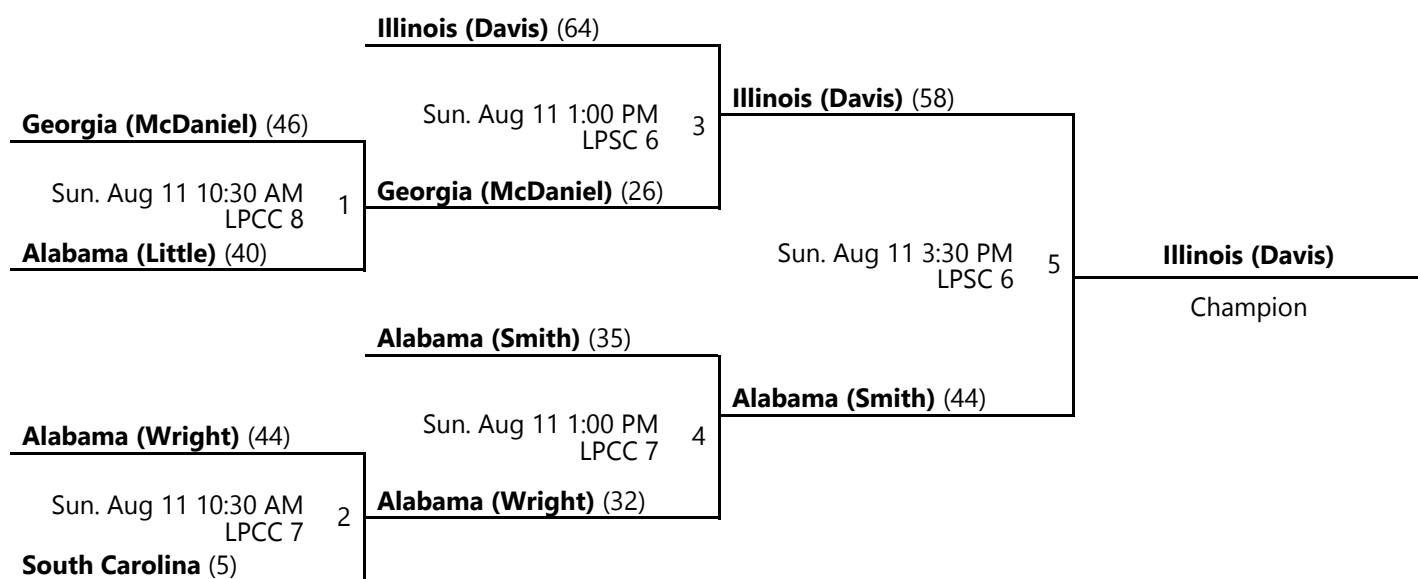 Illinois (Davis) (64)
Illinois (Davis) (58)
Sun. Aug 11 1:00 PM
LPSC 6
3
Georgia (McDaniel) (46)
Sun. Aug 11 10:30 AM
LPCC 8
1
Georgia (McDaniel) (26)
Alabama (Little) (40)
Sun. Aug 11 3:30 PM
LPSC 6
5
Illinois (Davis)
Champion
Alabama (Smith) (35)
Alabama (Smith) (44)
Sun. Aug 11 1:00 PM
LPCC 7
4
Alabama (Wright) (44)
Sun. Aug 11 10:30 AM
LPCC 7
2
Alabama (Wright) (32)
South Carolina (5)